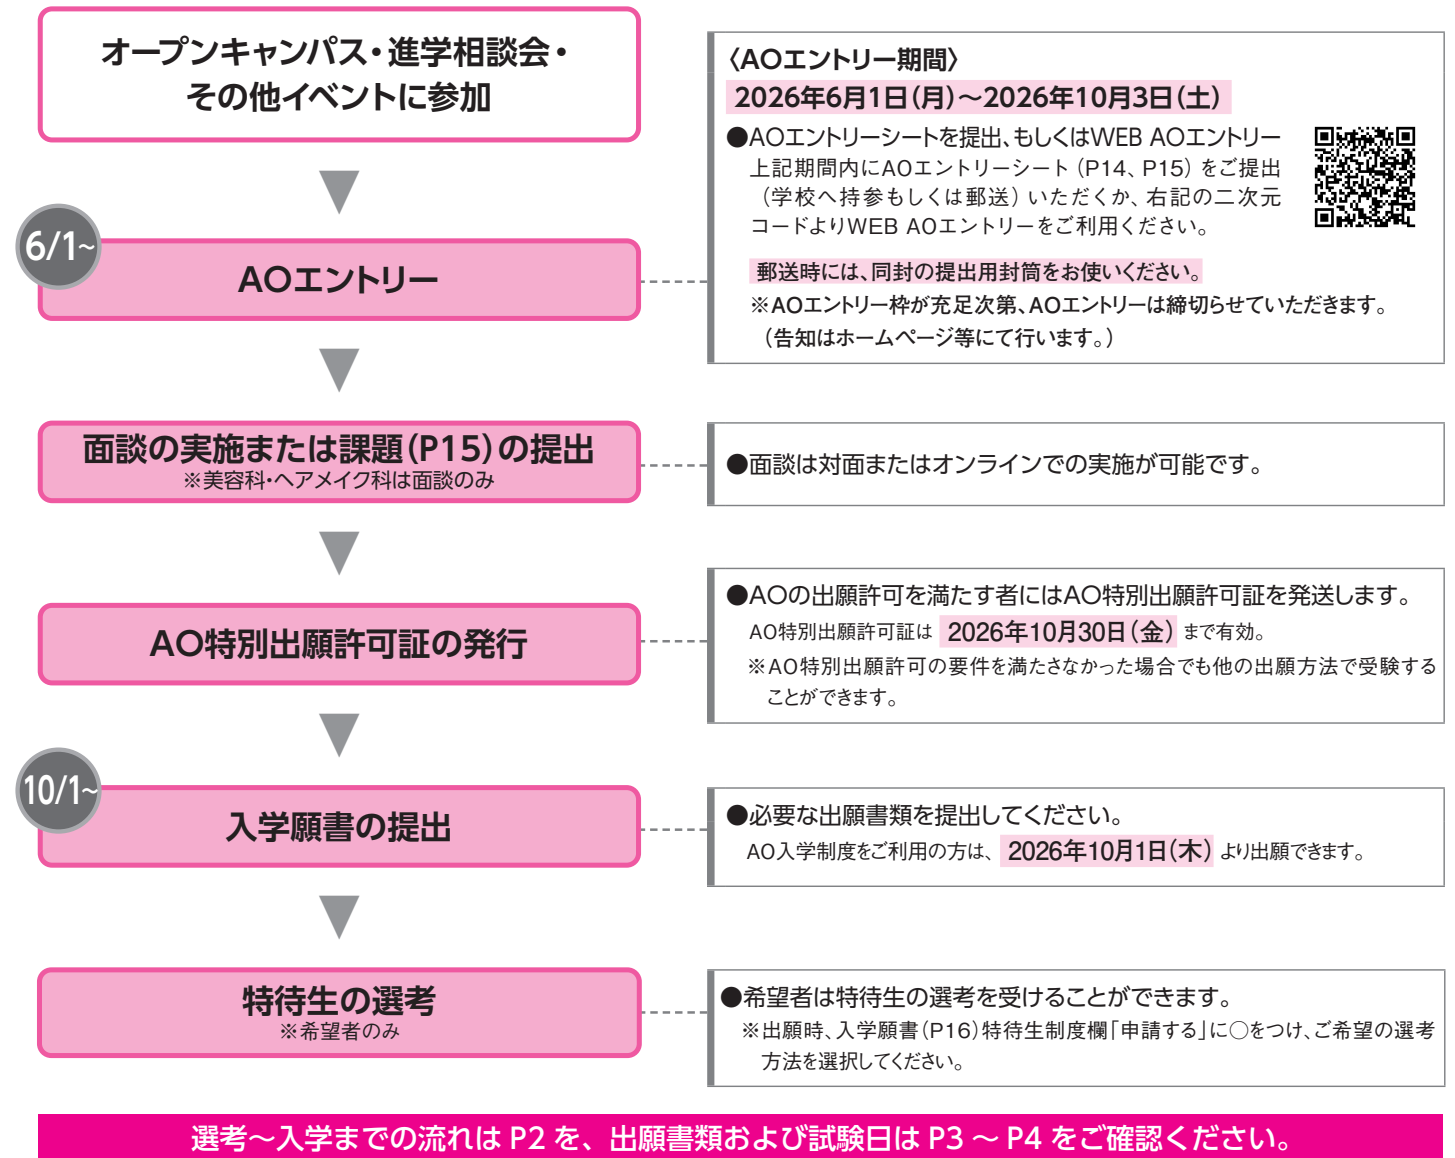 オープンキャンパス・進学相談会・
その他イベントに参加
6/1~
AOエントリー
〈AOエントリー期間〉
2026年6月1日(月)~2026年10月3日(土)
●AOエントリーシートを提出、もしくはWEB AOエントリー
上記期間内にAOエントリーシート(P14、P15)をご提出
(学校へ持参もしくは郵送)いただくか、右記の二次元
コードよりWEB AOエントリーをご利用ください。
郵送時には、同封の提出用封筒をお使いください。
※AOエントリー枠が充足次第、AOエントリーは締切らせていただきます。
(告知はホームページ等にて行います。)
面談の実施または課題(P15)の提出
※美容科・ヘアメイク科は面談のみ
●面談は対面またはオンラインでの実施が可能です。
AO特別出願許可証の発行
●AOの出願許可を満たす者にはAO特別出願許可証を発送します。
AO特別出願許可証は 2026年10月30日(金) まで有効。
※AO特別出願許可の要件を満たさなかった場合でも他の出願方法で受験する
ことができます。
10/1~
入学願書の提出
●必要な出願書類を提出してください。
AO入学制度をご利用の方は、 2026年10月1日(木) より出願できます。
特待生の選考
※希望者のみ
●希望者は特待生の選考を受けることができます。
※出願時、入学願書(P16)特待生制度欄「申請する」に○をつけ、ご希望の選考
方法を選択してください。
選考~入学までの流れは P2 を、出願書類および試験日は P3 ~ P4 をご確認ください。